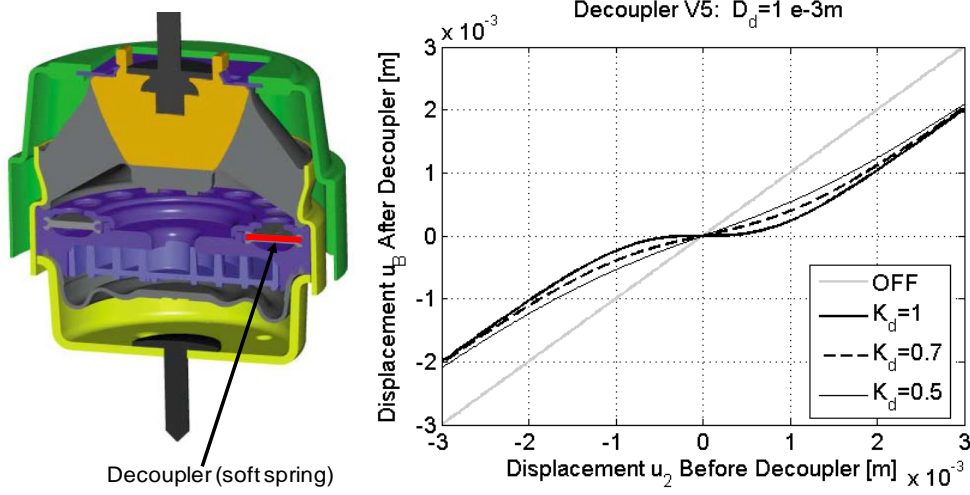 Decoupler V5: D_d=1 e-3m
x 10^-3
Displacement u_B After Decoupler [m]
3
2
1
0
-1
-2
-3
-3
-2
-1
0
1
2
3
OFF
K_d=1
K_d=0.7
K_d=0.5
Displacement u_2 Before Decoupler [m]
x 10^-3
Decoupler (soft spring)